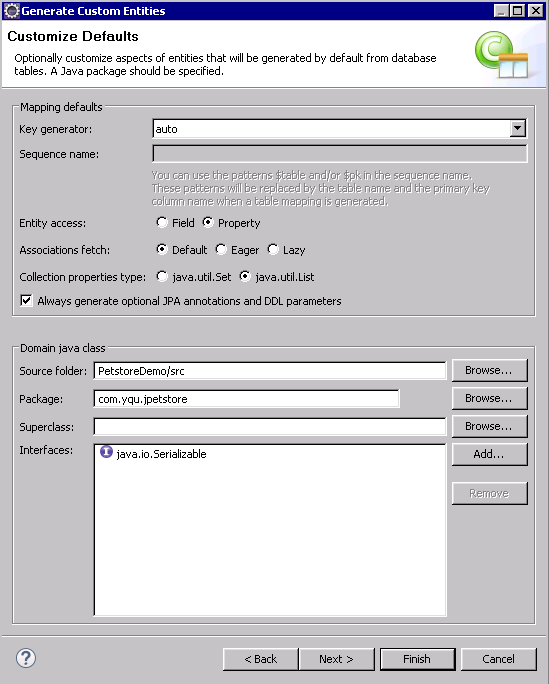 Generate Custom Entities
Customize Defaults
Optionally customize aspects of entities that will be generated by default from database
tables. A Java package should be specified.
Mapping defaults
Key generator: auto
Sequence name:
You can use the patterns $table and/or $pk in the sequence name.
These patterns will be replaced by the table name and the primary key
column name when a table mapping is generated.
Entity access: Field Property
Associations fetch: Default Eager Lazy
Collection properties type: java.util.Set java.util.List
Always generate optional JPA annotations and DDL parameters
Domain java class
Source folder: PetstoreDemo/src Browse...
Package: com.yqu.jpetstore Browse...
Superclass: Browse...
Interfaces: java.io.Serializable Add...
Remove
< Back Next > Finish Cancel